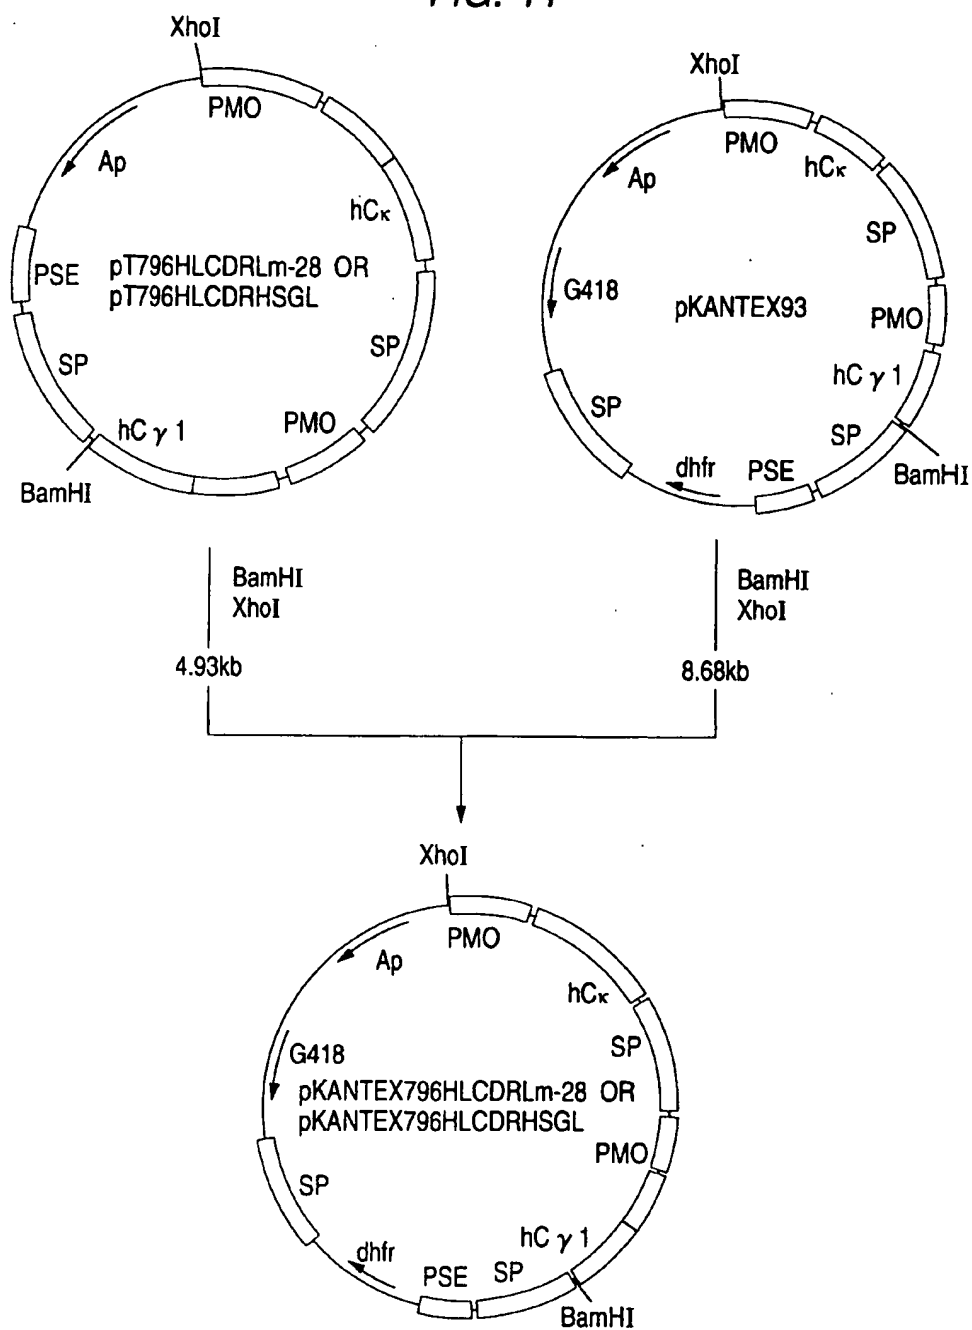 XhoI
PMO
Ap
hCκ
PSE
pT796HLCDRLm-28 OR
pT796HLCDRHSGL
SP
SP
PMO
hC γ 1
BamHI
XhoI
PMO
hCκ
Ap
SP
G418
pKANTEX93
PMO
hC γ 1
SP
SP
BamHI
dhfr
PSE
BamHI
XhoI
4.93kb
BamHI
XhoI
8.68kb
XhoI
PMO
Ap
hCκ
SP
G418
pKANTEX796HLCDRLm-28 OR
pKANTEX796HLCDRHSGL
PMO
SP
hC γ 1
dhfr
PSE
SP
BamHI